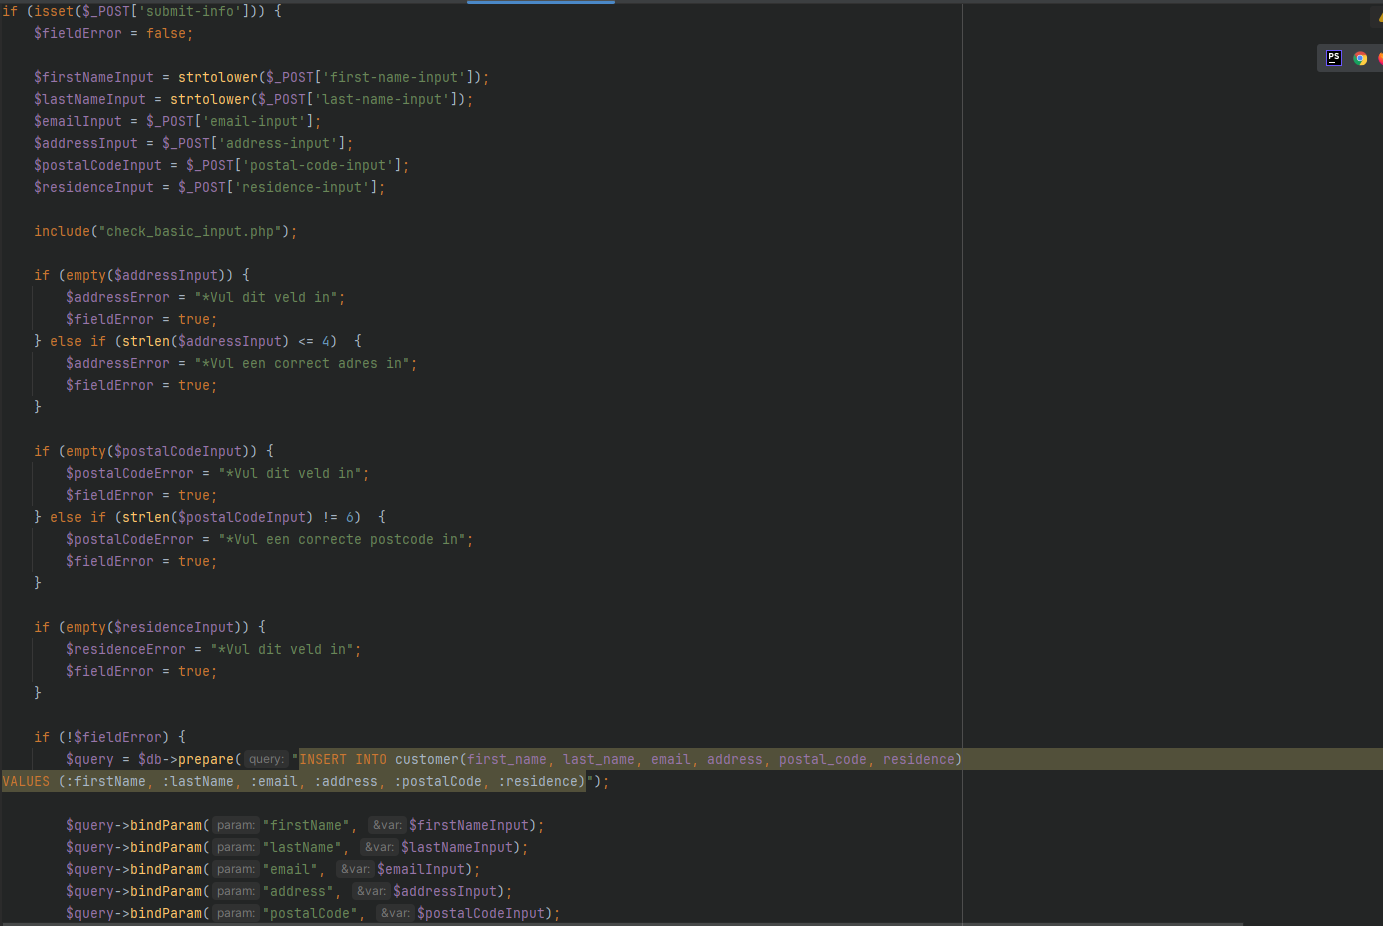 if (isset($_POST['submit-info'])) {
    $fieldError = false;

    $firstNameInput = strtolower($_POST['first-name-input']);
    $lastNameInput = strtolower($_POST['last-name-input']);
    $emailInput = $_POST['email-input'];
    $addressInput = $_POST['address-input'];
    $postalCodeInput = $_POST['postal-code-input'];
    $residenceInput = $_POST['residence-input'];

    include("check_basic_input.php");

    if (empty($addressInput)) {
        $addressError = "*Vul dit veld in";
        $fieldError = true;
    } else if (strlen($addressInput) <= 4)  {
        $addressError = "*Vul een correct adres in";
        $fieldError = true;
    }

    if (empty($postalCodeInput)) {
        $postalCodeError = "*Vul dit veld in";
        $fieldError = true;
    } else if (strlen($postalCodeInput) != 6)  {
        $postalCodeError = "*Vul een correcte postcode in";
        $fieldError = true;
    }

    if (empty($residenceInput)) {
        $residenceError = "*Vul dit veld in";
        $fieldError = true;
    }

    if (!$fieldError) {
        $query = $db->prepare( query: "INSERT INTO customer(first_name, last_name, email, address, postal_code, residence)
VALUES (:firstName, :lastName, :email, :address, :postalCode, :residence)");

        $query->bindParam( param: "firstName", &var: $firstNameInput);
        $query->bindParam( param: "lastName", &var: $lastNameInput);
        $query->bindParam( param: "email", &var: $emailInput);
        $query->bindParam( param: "address", &var: $addressInput);
        $query->bindParam( param: "postalCode", &var: $postalCodeInput);
PS